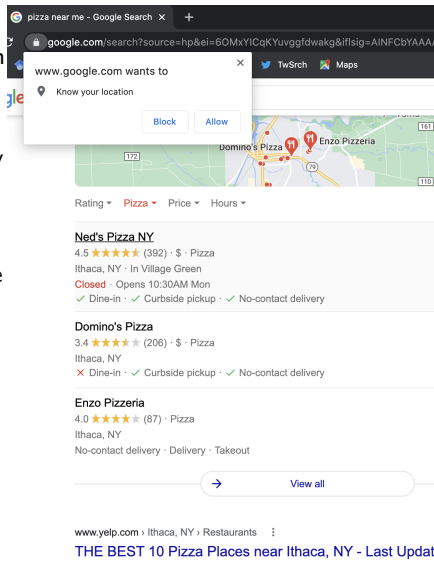 pizza near me - Google Search
google.com/search?source=hp&ei=6OMxYICqKYuvggfdwakg&iflsig=AINFCbYAAA
TwSrch
Maps
www.google.com wants to
Know your location
Block
Allow
gle
161
172
Domino's Pizza
Enzo Pizzeria
79
110
Rating
Pizza
Price
Hours
Ned's Pizza NY
4.5 (392) · $ · Pizza
Ithaca, NY · In Village Green
Closed · Opens 10:30AM Mon
Dine-in · Curbside pickup · No-contact delivery
Domino's Pizza
3.4 (206) · $ · Pizza
Ithaca, NY
Dine-in · Curbside pickup · No-contact delivery
Enzo Pizzeria
4.0 (87) · Pizza
Ithaca, NY
No-contact delivery · Delivery · Takeout
View all
www.yelp.com › Ithaca, NY › Restaurants
THE BEST 10 Pizza Places near Ithaca, NY - Last Updat